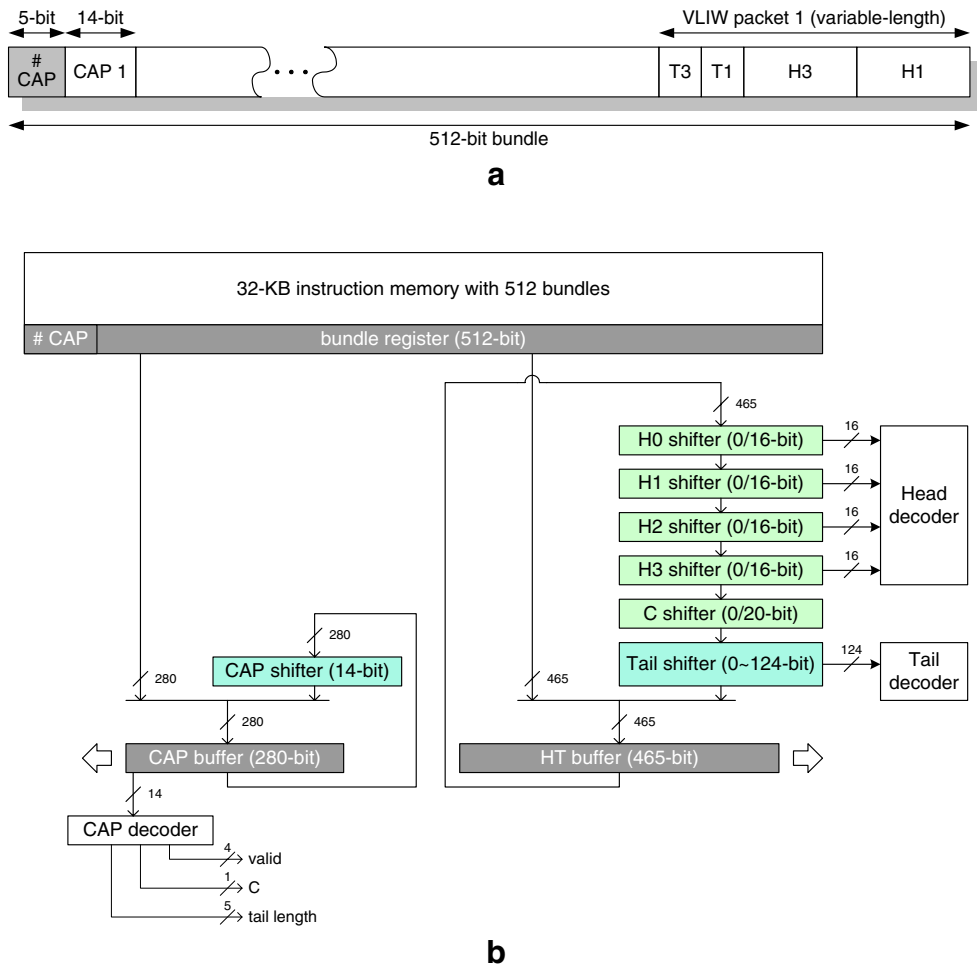 5-bit 14-bit VLIW packet 1 (variable-length)
# CAP
CAP 1
• • •
T3 T1 H3 H1
512-bit bundle
a
32-KB instruction memory with 512 bundles
# CAP bundle register (512-bit)
465
H0 shifter (0/16-bit) 16
H1 shifter (0/16-bit) 16
H2 shifter (0/16-bit) 16
H3 shifter (0/16-bit) 16
Head decoder
C shifter (0/20-bit)
280
CAP shifter (14-bit)
Tail shifter (0~124-bit) 124
Tail decoder
280
465
280
465
CAP buffer (280-bit)
HT buffer (465-bit)
14
CAP decoder
4 valid
1 C
5 tail length
b